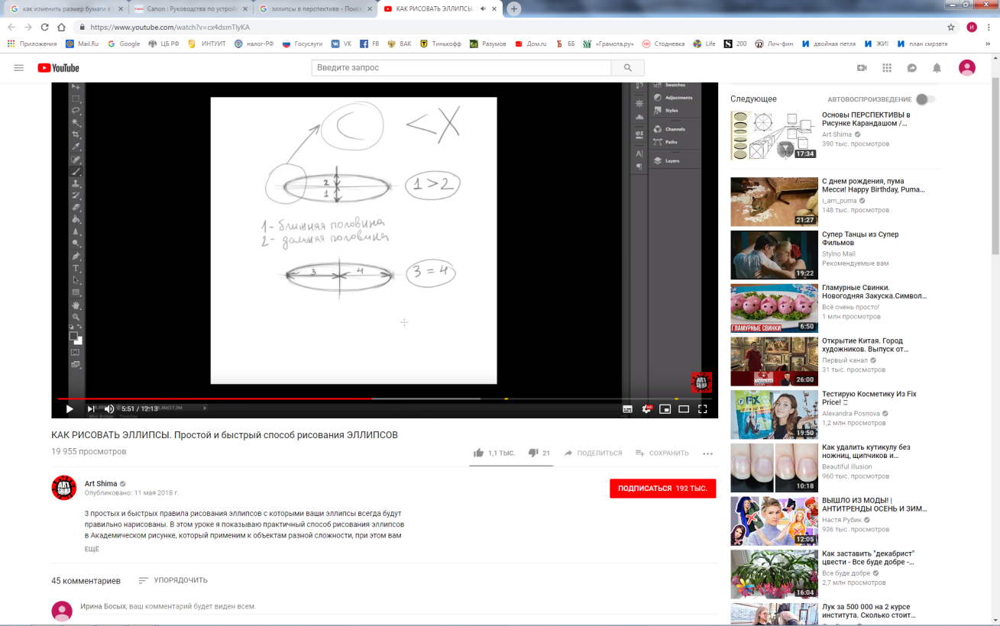 как изменить размер бумаги в
Canon : Руководства по устрой
эллипсы в перспективе - Поис
КАК РИСОВАТЬ ЭЛЛИПСЫ.
https://www.youtube.com/watch?v=cx4dsmTlyKA
Приложения Mail.Ru Google ЦБ РФ ИНТУИТ налог-РФ Госуслуги VK FB ВАК Тинькофф Разумов Дом.ru ББ «Грамота.ру» Стодневка Life 200 Лич-фин двойная петля ЖИ! план смрзвтя
YouTube
Введите запрос
И
Swatches
Adjustments
Styles
Channels
Paths
Layers
< X
2
1
1 > 2
1 - ближняя половина
2 - дальняя половина
3 4
3 = 4
ART SHIMA
5:51 / 12:13
HD
КАК РИСОВАТЬ ЭЛЛИПСЫ. Простой и быстрый способ рисования ЭЛЛИПСОВ
19 955 просмотров
1,1 ТЫС. 21 ПОДЕЛИТЬСЯ СОХРАНИТЬ
Art Shima
Опубликовано: 11 мая 2018 г.
ПОДПИСАТЬСЯ 192 ТЫС.
3 простых и быстрых правила рисования эллипов с которыми ваши эллипсы всегда будут
правильно нарисованы. В этом уроке я показываю практичный способ рисования эллипсов
в Академическом рисунке, который применим к объектам разной сложности, при этом вам
ЕЩЁ
45 комментариев УПОРЯДОЧИТЬ
Ирина Босых, ваш комментарий будет виден всем.
Следующее АВТОВОСПРОИЗВЕДЕНИЕ
Основы ПЕРСПЕКТИВЫ в
Рисунке Карандашом /...
Art Shima
390 тыс. просмотров
17:34
С днем рождения, пума
Месси! Happy Birthday, Puma...
I_am_puma
148 тыс. просмотров
21:27
Супер Танцы из Супер
Фильмов
Stylno Mail
Рекомендуемые вам
19:22
Гламурные Свинки.
Новогодняя Закуска.Символ...
Всё очень просто!
1 млн просмотров
ГЛАМУРНЫЕ СВИНКИ
6:50
Открытие Китая. Город
художников. Выпуск от...
Первый канал
31 тыс. просмотров
26:00
Тестирую Косметику Из Fix
Price!
Alexandra Posnova
1,2 млн просмотров
FIX
19:50
Как удалить кутикулу без
ножниц, щипчиков и...
Beautiful illusion
960 тыс. просмотров
10:18
ВЫШЛО ИЗ МОДЫ! |
АНТИТРЕНДЫ ОСЕНЬ И ЗИМ...
Настя Рубик
936 тыс. просмотров
12:05
Как заставить "декабрист"
цвести - Все буде добре -...
Все буде добре
2,7 млн просмотров
16:04
Лук за 500 000 на 2 курсе
института. Сколько стоит...